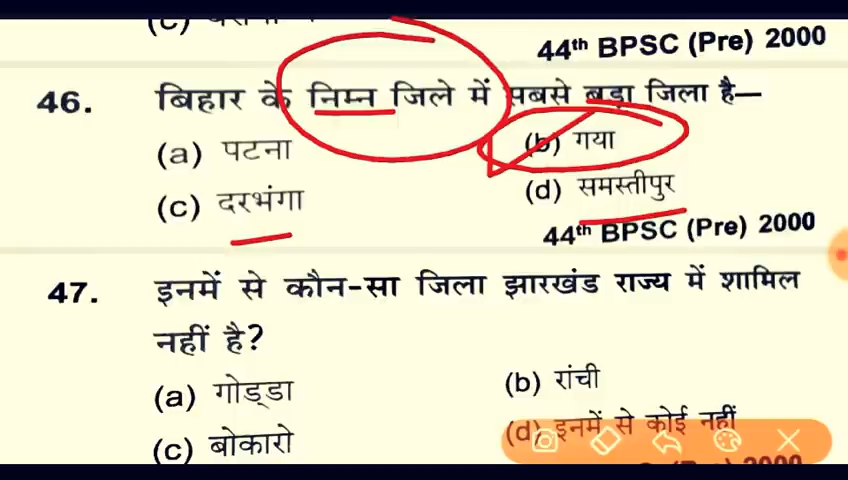 44th BPSC (Pre) 2000
46. बिहार के निम्न जिले में सबसे बड़ा जिला है—
(a) पटना (b) गया
(c) दरभंगा (d) समस्तीपुर
44th BPSC (Pre) 2000
47. इनमें से कौन-सा जिला झारखंड राज्य में शामिल
नहीं है?
(a) गोड्डा (b) रांची
(c) बोकारो (d) इनमें से कोई नहीं